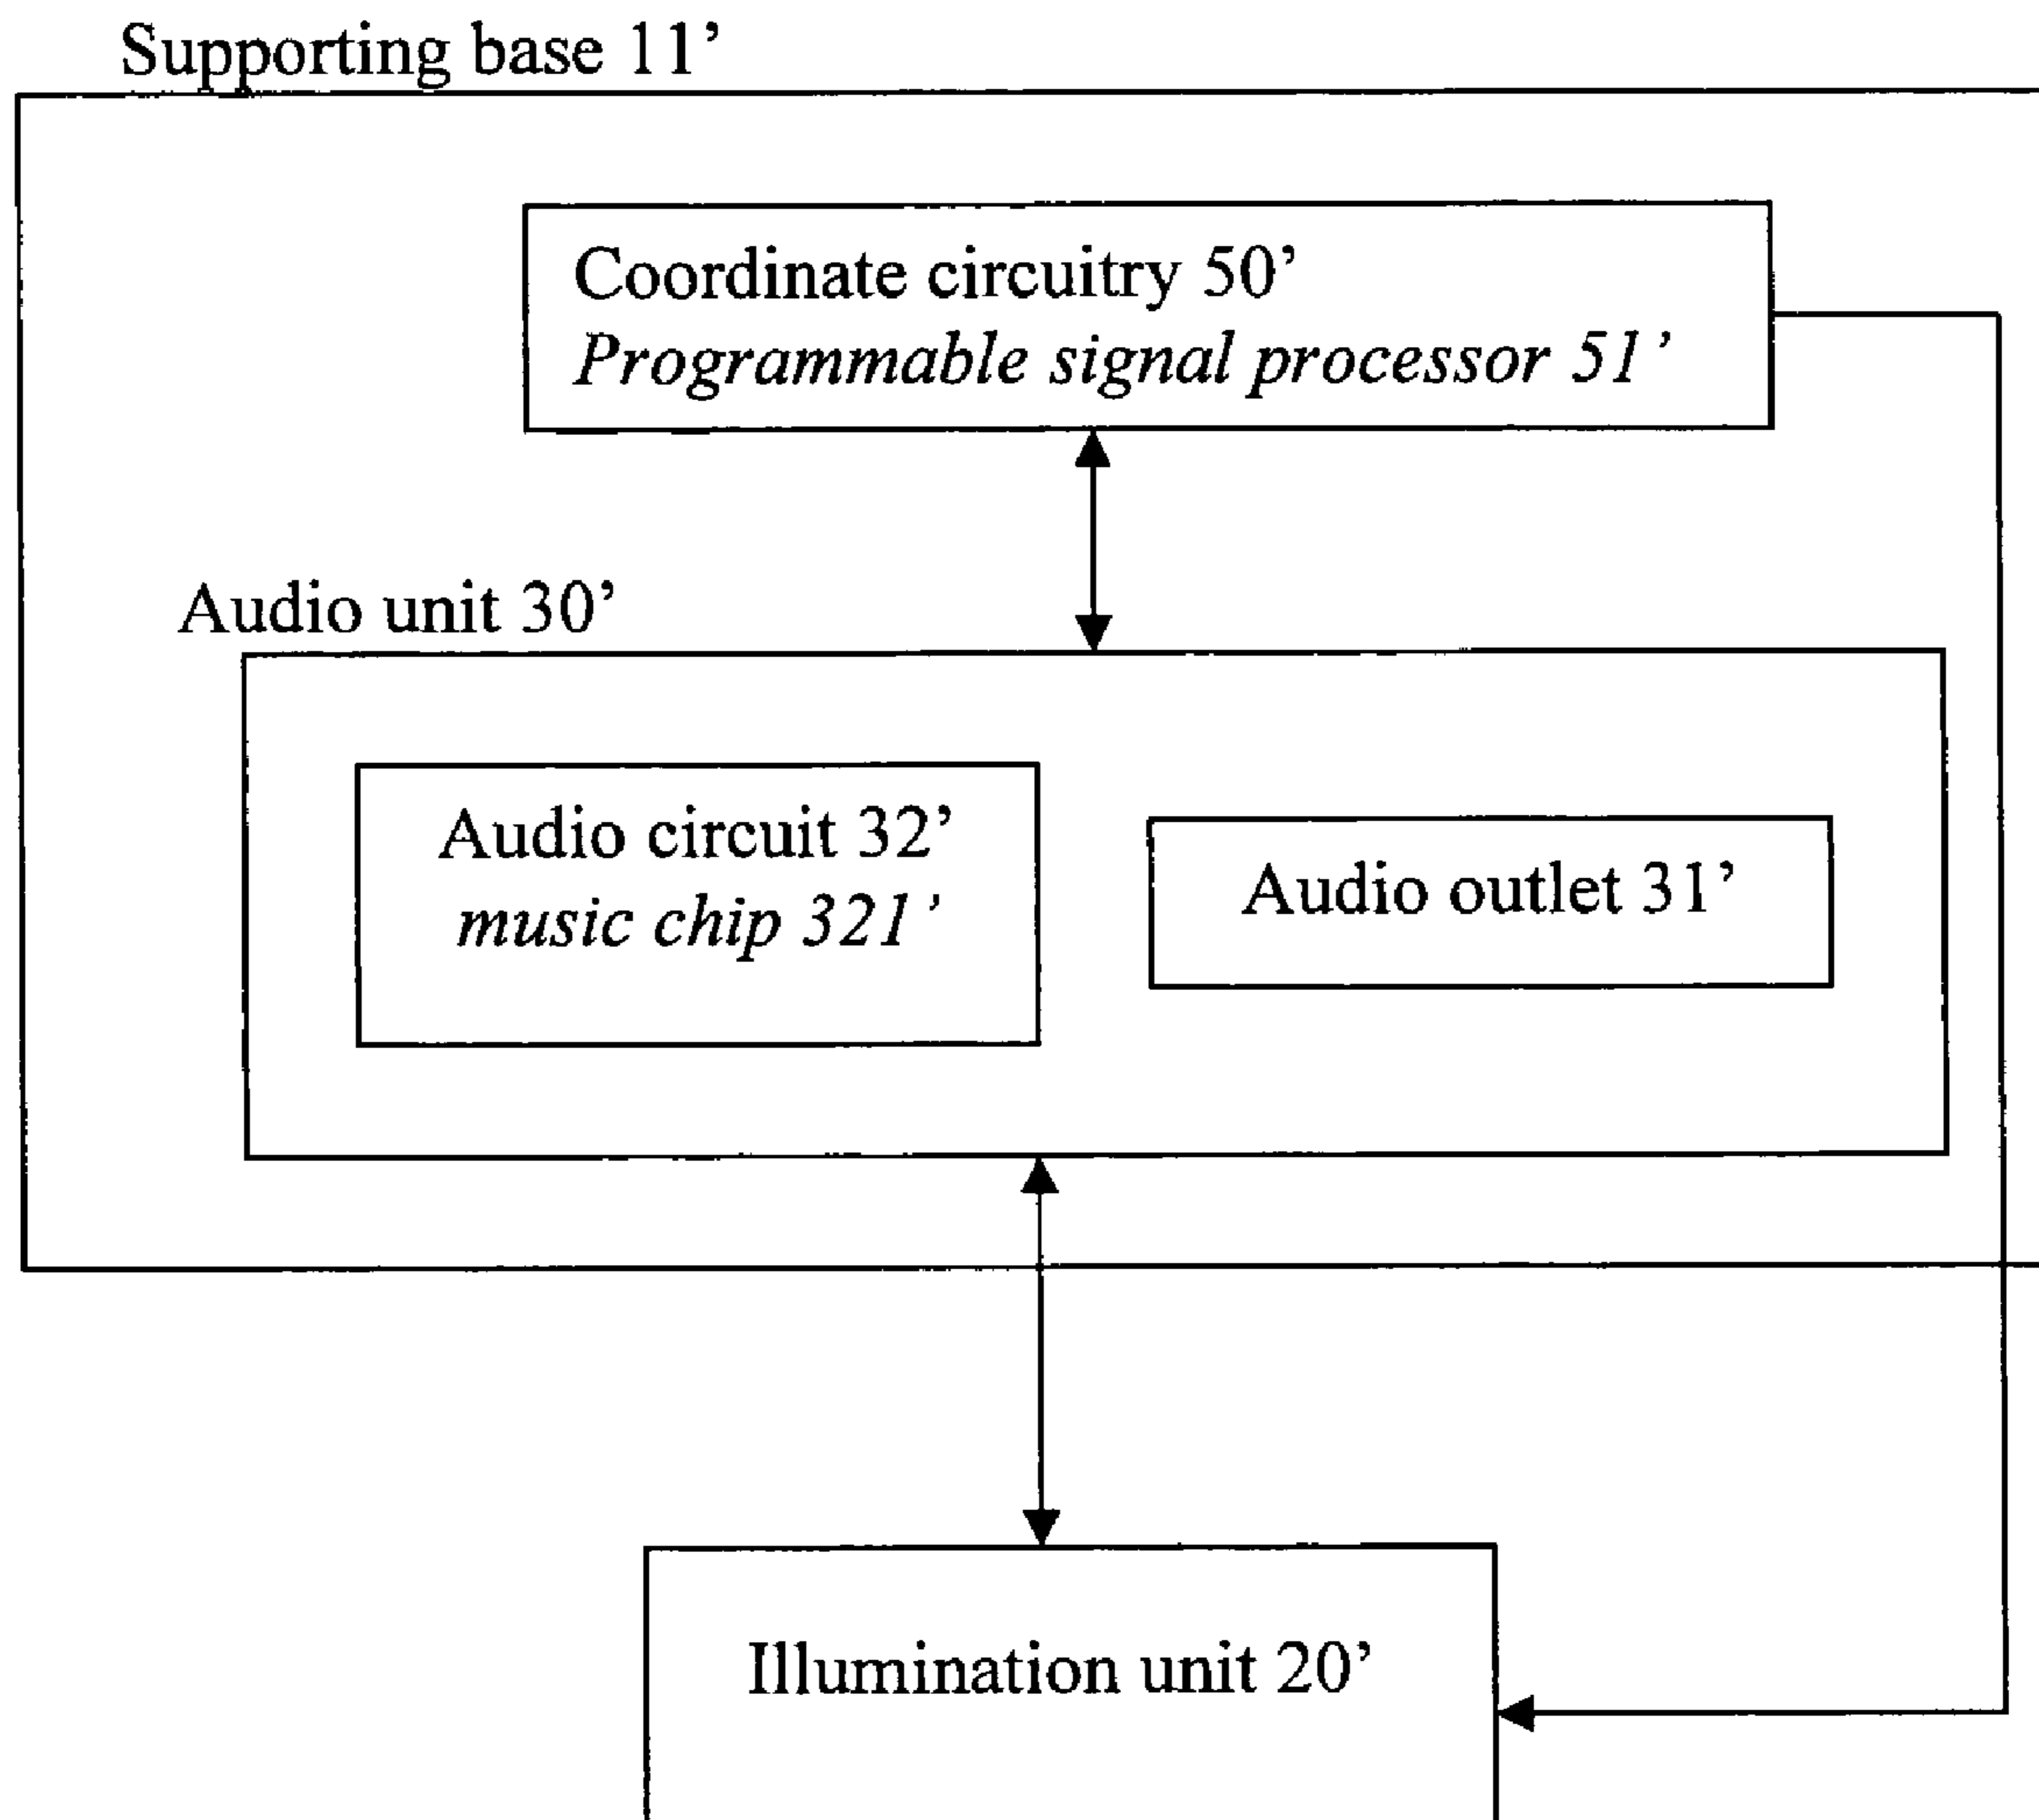 Supporting base 11’
Coordinate circuitry 50’
Programmable signal processor 51’
Audio unit 30’
Audio circuit 32’
music chip 321’
Audio outlet 31’
Illumination unit 20’